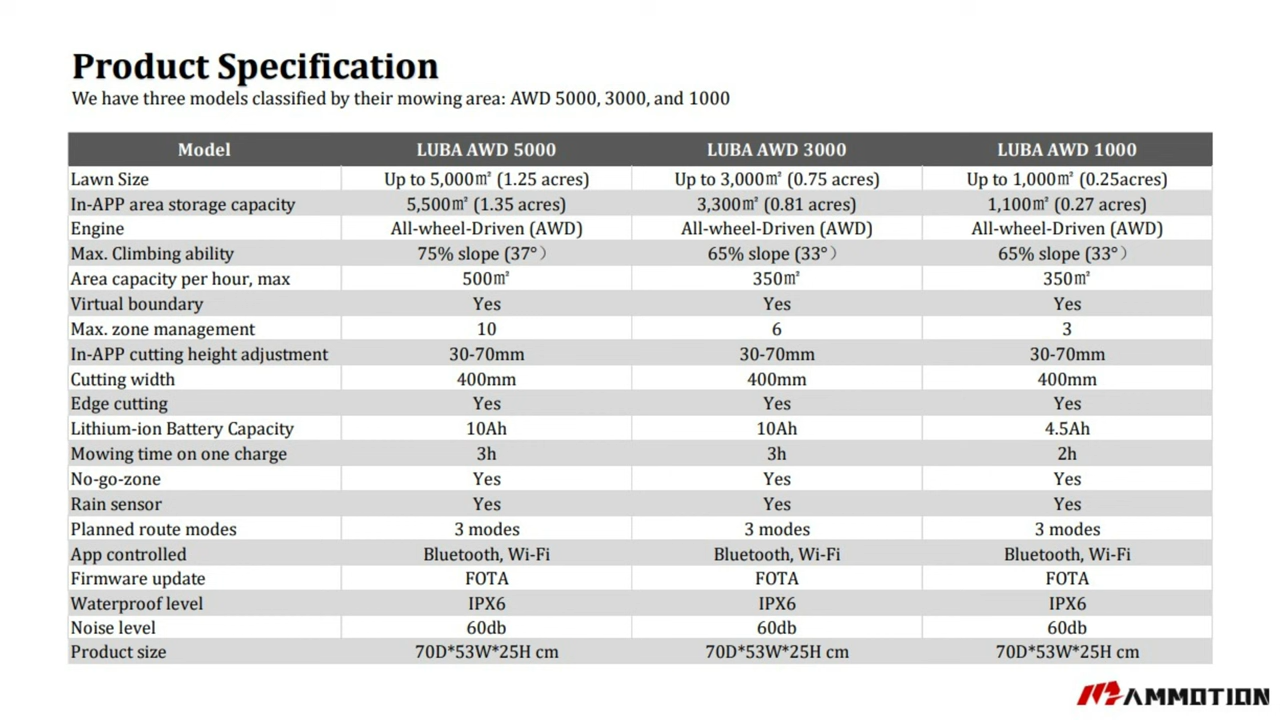 Product Specification
We have three models classified by their mowing area: AWD 5000, 3000, and 1000
Model LUBA AWD 5000 LUBA AWD 3000 LUBA AWD 1000
Lawn Size Up to 5,000㎡ (1.25 acres) Up to 3,000㎡ (0.75 acres) Up to 1,000㎡ (0.25acres)
In-APP area storage capacity 5,500㎡ (1.35 acres) 3,300㎡ (0.81 acres) 1,100㎡ (0.27 acres)
Engine All-wheel-Driven (AWD) All-wheel-Driven (AWD) All-wheel-Driven (AWD)
Max. Climbing ability 75% slope (37°） 65% slope (33°） 65% slope (33°）
Area capacity per hour, max 500㎡ 350㎡ 350㎡
Virtual boundary Yes Yes Yes
Max. zone management 10 6 3
In-APP cutting height adjustment 30-70mm 30-70mm 30-70mm
Cutting width 400mm 400mm 400mm
Edge cutting Yes Yes Yes
Lithium-ion Battery Capacity 10Ah 10Ah 4.5Ah
Mowing time on one charge 3h 3h 2h
No-go-zone Yes Yes Yes
Rain sensor Yes Yes Yes
Planned route modes 3 modes 3 modes 3 modes
App controlled Bluetooth, Wi-Fi Bluetooth, Wi-Fi Bluetooth, Wi-Fi
Firmware update FOTA FOTA FOTA
Waterproof level IPX6 IPX6 IPX6
Noise level 60db 60db 60db
Product size 70D*53W*25H cm 70D*53W*25H cm 70D*53W*25H cm
MAMMOTION